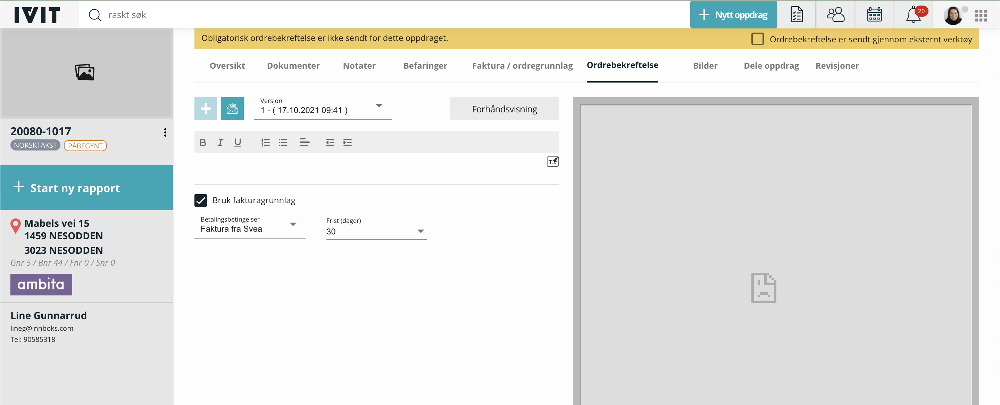 IVIT
raskt søk
Nytt oppdrag
20
Obligatorisk ordrebekreftelse er ikke sendt for dette oppdraget.
Ordrebekreftelse er sendt gjennom eksternt verktøy
Oversikt
Dokumenter
Notater
Befaringer
Faktura / ordregrunnlag
Ordrebekreftelse
Bilder
Dele oppdrag
Revisjoner
20080-1017
NORSKTAKST
PÅBEGYNT
Start ny rapport
Mabels vei 15
1459 NESODDEN
3023 NESODDEN
Gnr 5 / Bnr 44 / Fnr 0 / Snr 0
ambita
Line Gunnarrud
lineg@innboks.com
Tel: 90585318
Versjon
1 - ( 17.10.2021 09:41 )
Forhåndsvisning
B I U
T...
Bruk fakturagrunnlag
Betalingsbetingelser
Faktura fra Svea
Frist (dager)
30